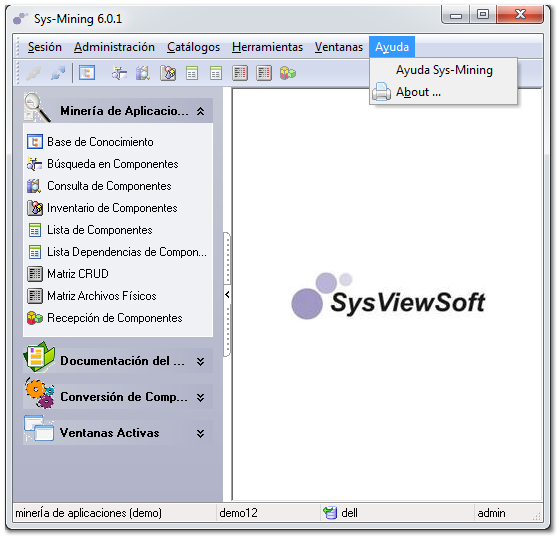 Sys-Mining 6.0.1
Sesión Administración Catálogos Herramientas Ventanas Ayuda
Ayuda Sys-Mining
About ...
Minería de Aplicacio...
Base de Conocimiento
Búsqueda en Componentes
Consulta de Componentes
Inventario de Componentes
Lista de Componentes
Lista Dependencias de Compon...
Matriz CRUD
Matriz Archivos Físicos
Recepción de Componentes
Documentación del ...
Conversión de Comp...
Ventanas Activas
SysViewSoft
minería de aplicaciones (demo) demo12 dell admin